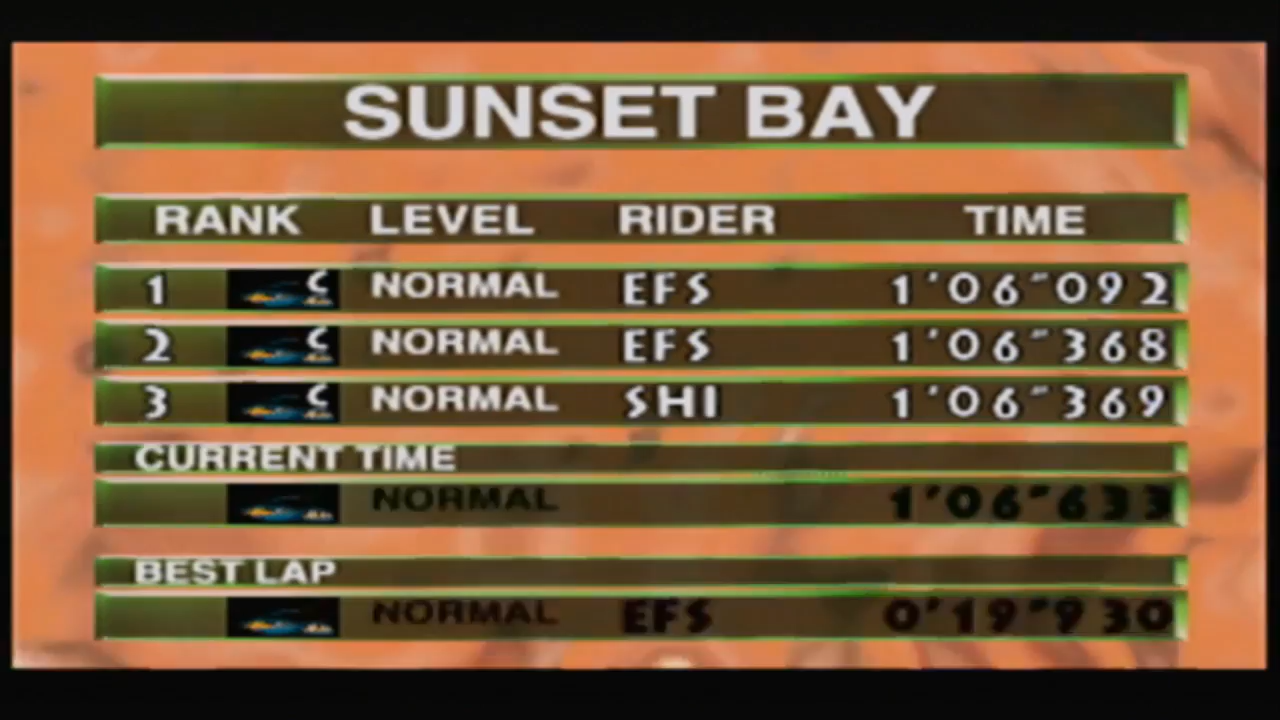 SUNSET BAY
RANK LEVEL RIDER TIME
1 C NORMAL EFS 1'06"092
2 C NORMAL EFS 1'06"368
3 C NORMAL SHI 1'06"369
CURRENT TIME
NORMAL 1'06"633
BEST LAP
NORMAL EFS 0'19"930